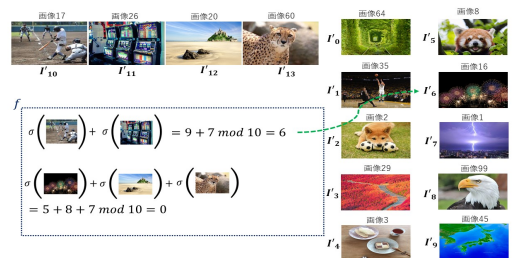 画像17 画像26 画像20 画像60
I′₁₀ I′₁₁ I′₁₂ I′₁₃
f
σ( ) + σ( ) = 9 + 7 mod 10 = 6
σ( ) + σ( ) + σ( )
= 5 + 8 + 7 mod 10 = 0
画像64 画像8
I′₀ I′₅
画像35 画像16
I′₁ I′₆
画像2 画像1
I′₂ I′₇
画像29 画像99
I′₃ I′₈
画像3 画像45
I′₄ I′₉